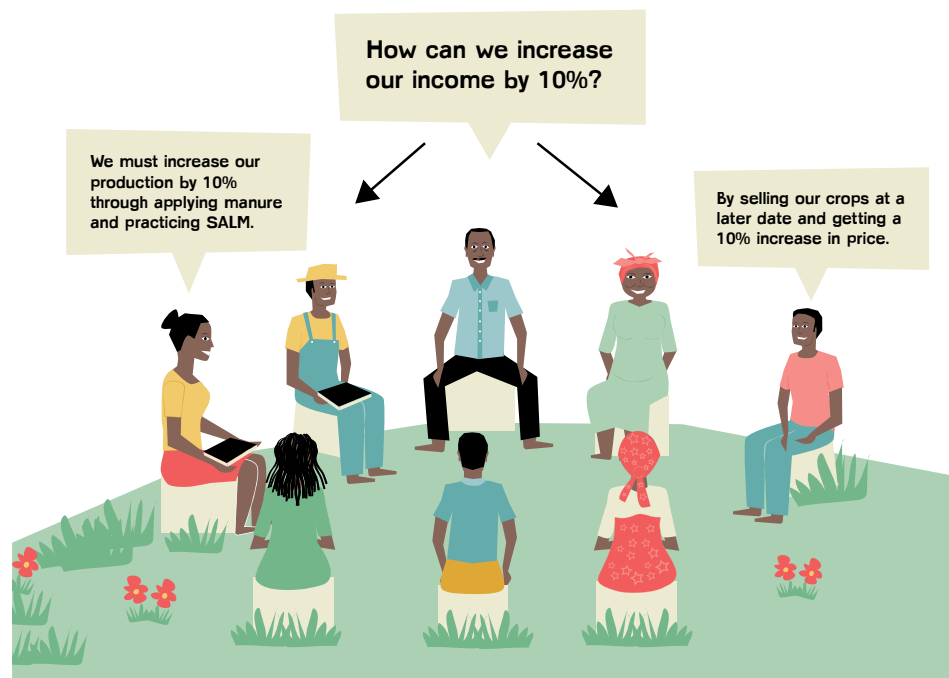 How can we increase
our income by 10%?
We must increase our
production by 10%
through applying manure
and practicing SALM.
By selling our crops at a
later date and getting a
10% increase in price.